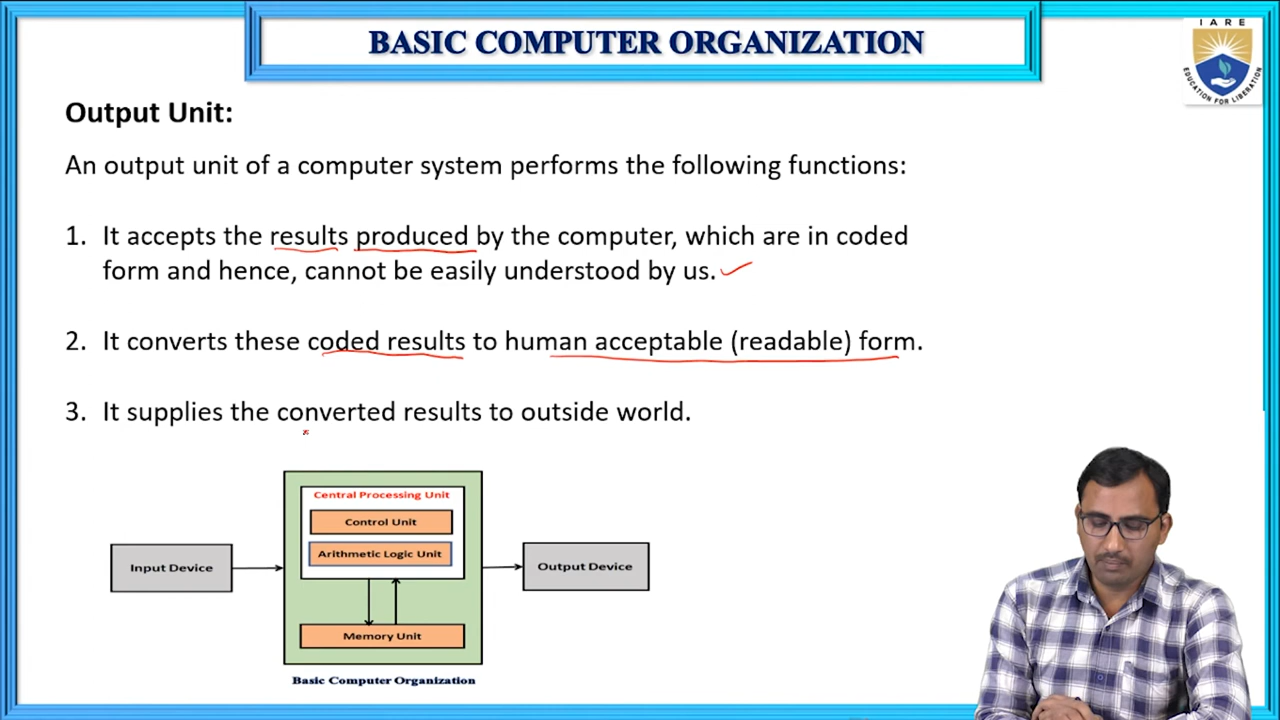 BASIC COMPUTER ORGANIZATION
IARE
EDUCATION FOR LIBERATION
Output Unit:
An output unit of a computer system performs the following functions:
1. It accepts the results produced by the computer, which are in coded
form and hence, cannot be easily understood by us.
2. It converts these coded results to human acceptable (readable) form.
3. It supplies the converted results to outside world.
Central Processing Unit
Control Unit
Arithmetic Logic Unit
Input Device
Output Device
Memory Unit
Basic Computer Organization